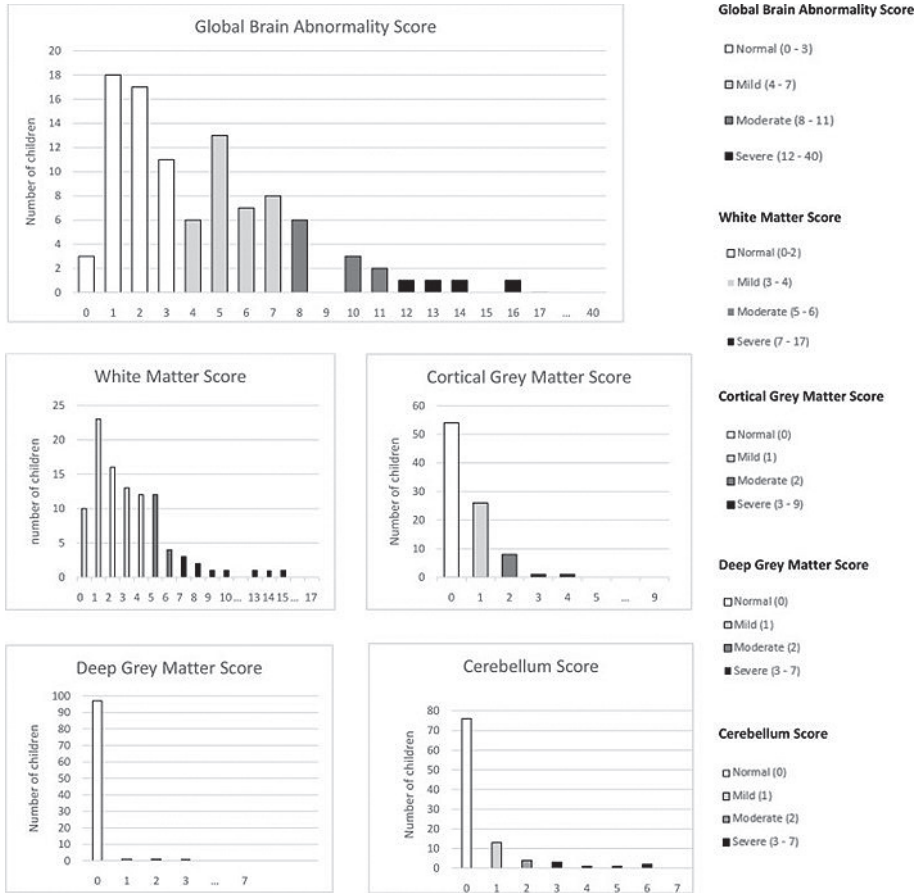 Global Brain Abnormality Score
20
18
16
14
12
10
8
6
4
2
0
Number of children
0 1 2 3 4 5 6 7 8 9 10 11 12 13 14 15 16 17 ... 40
White Matter Score
25
20
15
10
5
0
number of children
0 1 2 3 4 5 6 7 8 9 10... 13 14 15... 17
Cortical Grey Matter Score
60
50
40
30
20
10
0
Number of children
0 1 2 3 4 5 ... 9
Deep Grey Matter Score
100
90
80
70
60
50
40
30
20
10
0
Number of children
0 1 2 3 ... 7
Cerebellum Score
80
70
60
50
40
30
20
10
0
Number of children
0 1 2 3 4 5 6 7
Global Brain Abnormality Score
Normal (0 - 3)
Mild (4 - 7)
Moderate (8 - 11)
Severe (12 - 40)
White Matter Score
Normal (0-2)
Mild (3 - 4)
Moderate (5 - 6)
Severe (7 - 17)
Cortical Grey Matter Score
Normal (0)
Mild (1)
Moderate (2)
Severe (3 - 9)
Deep Grey Matter Score
Normal (0)
Mild (1)
Moderate (2)
Severe (3 - 7)
Cerebellum Score
Normal (0)
Mild (1)
Moderate (2)
Severe (3 - 7)